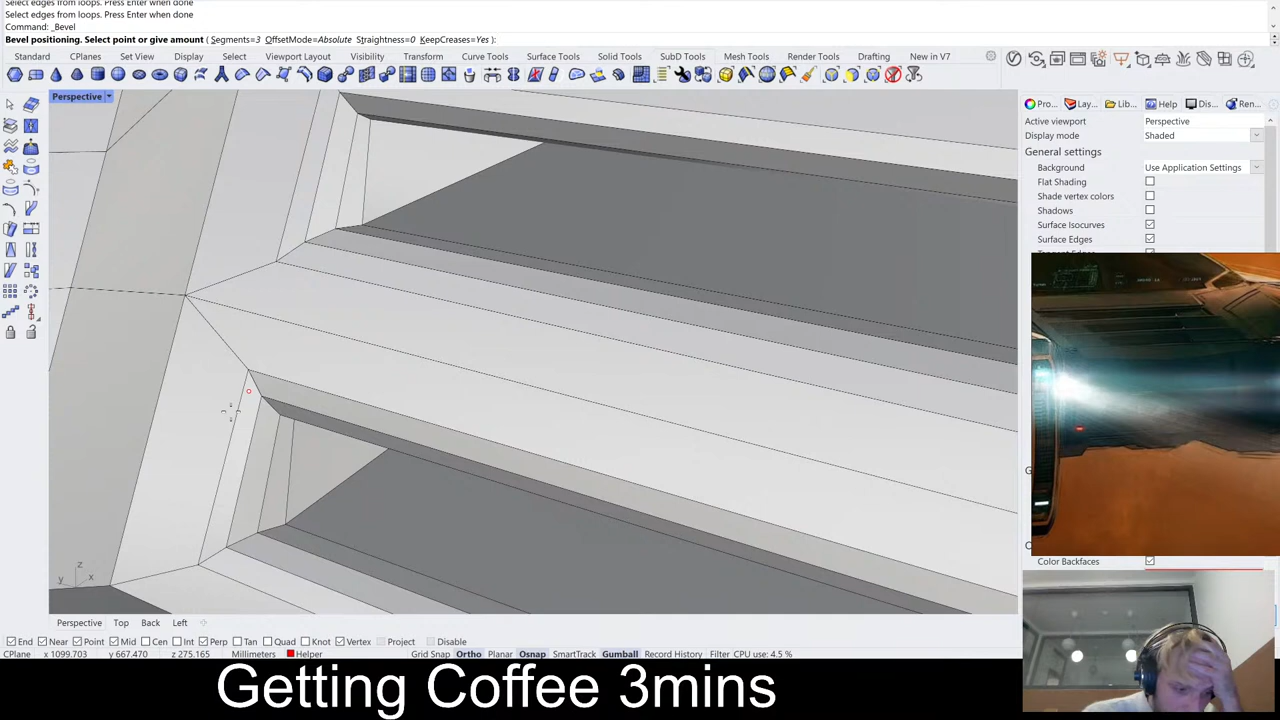 Select edges from loops. Press Enter when done
Select edges from loops. Press Enter when done
Command: _Bevel
Bevel positioning. Select point or give amount ( Segments=3 OffsetMode=Absolute Straightness=0 KeepCreases=Yes ):
Standard CPlanes Set View Display Select Viewport Layout Visibility Transform Curve Tools Surface Tools Solid Tools SubD Tools Mesh Tools Render Tools Drafting New in V7
Perspective
Pro... Lay... Lib... Help Dis... Ren...
Active viewport Perspective
Display mode Shaded
General settings
Background Use Application Settings
Flat Shading
Shade vertex colors
Shadows
Surface Isocurves
Surface Edges
Color Backfaces
z
y x
Perspective Top Back Left
End Near Point Mid Cen Int Perp Tan Quad Knot Vertex Project Disable
CPlane x 1099.703 y 667.470 z 275.165 Millimeters Helper Grid Snap Ortho Planar Osnap SmartTrack Gumball Record History Filter CPU use: 4.5 %
Getting Coffee 3mins